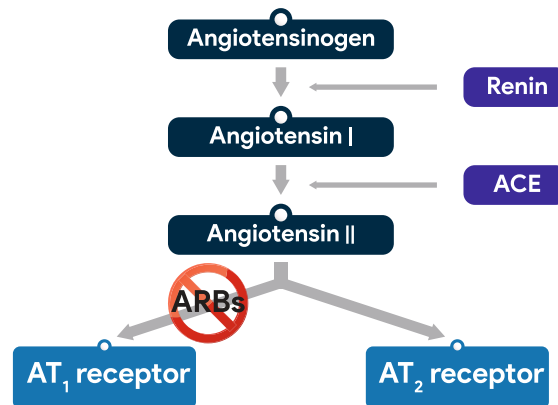 Angiotensinogen
Renin
Angiotensin I
ACE
Angiotensin II
ARBs
AT₁ receptor
AT₂ receptor